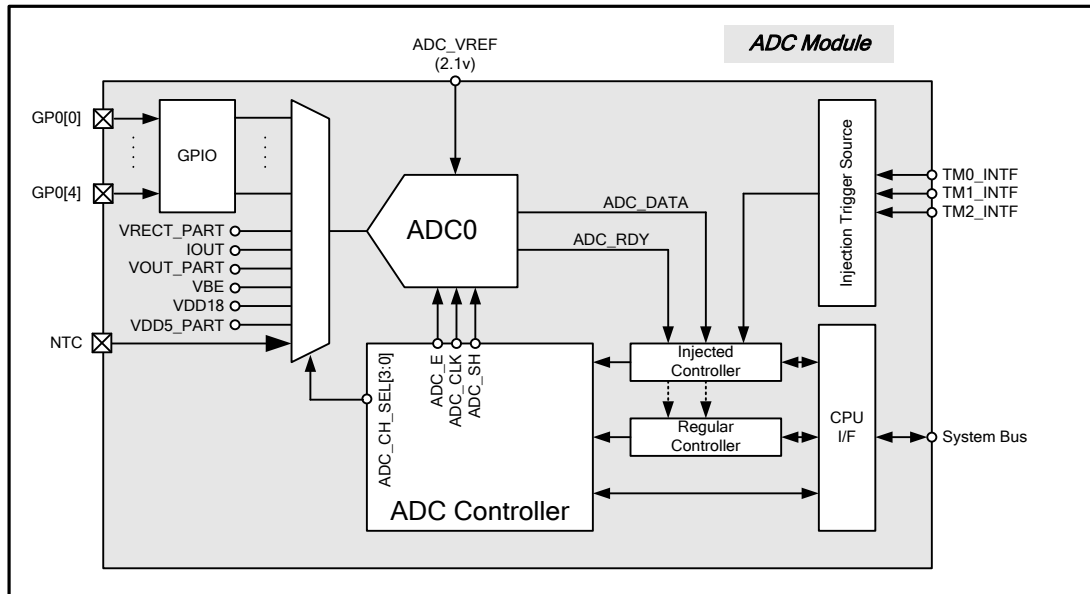 ADC Module
ADC_VREF
(2.1v)
GP0[0]
GP0[4]
GPIO
VRECT_PART
IOUT
VOUT_PART
VBE
VDD18
VDD5_PART
NTC
ADC0
ADC_DATA
ADC_RDY
Injection Trigger Source
TM0_INTF
TM1_INTF
TM2_INTF
ADC_CH_SEL[3:0]
ADC_E
ADC_CLK
ADC_SH
ADC Controller
Injected
Controller
Regular
Controller
CPU
I/F
System Bus